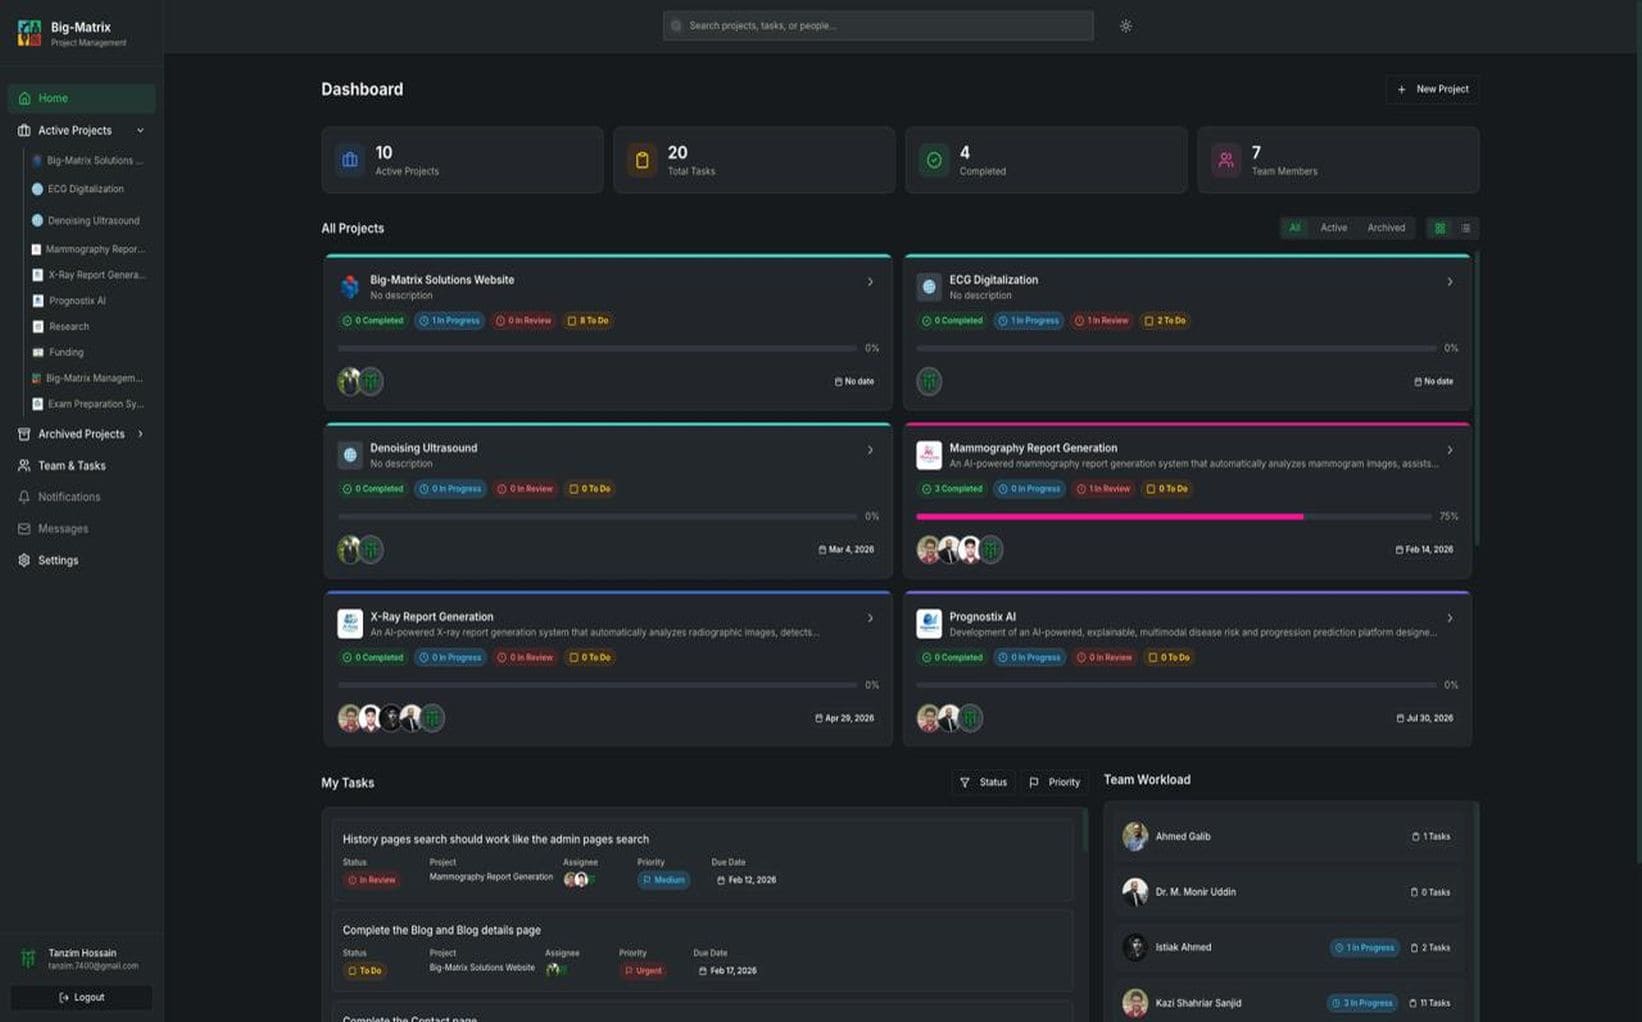 Big-Matrix
Project Management
Search projects, tasks, or people...
Home
Active Projects
Big-Matrix Solutions ...
ECG Digitalization
Denoising Ultrasound
Mammography Repor...
X-Ray Report Genera...
Prognostix AI
Research
Funding
Big-Matrix Managem...
Exam Preparation Sy...
Archived Projects
Team & Tasks
Notifications
Messages
Settings
Tanzim Hossain
tanzim.7400@gmail.com
Logout
Dashboard
New Project
10
Active Projects
20
Total Tasks
4
Completed
7
Team Members
All Projects
All Active Archived
Big-Matrix Solutions Website
No description
0 Completed 1 In Progress 0 In Review 8 To Do
0%
No date
ECG Digitalization
No description
0 Completed 1 In Progress 1 In Review 2 To Do
0%
No date
Denoising Ultrasound
No description
0 Completed 0 In Progress 0 In Review 0 To Do
0%
Mar 4, 2026
Mammography Report Generation
An AI-powered mammography report generation system that automatically analyzes mammogram images, assists...
3 Completed 0 In Progress 1 In Review 0 To Do
75%
Feb 14, 2026
X-Ray Report Generation
An AI-powered X-ray report generation system that automatically analyzes radiographic images, detects...
0 Completed 0 In Progress 0 In Review 0 To Do
0%
Apr 29, 2026
Prognostix AI
Development of an AI-powered, explainable, multimodal disease risk and progression prediction platform designe...
0 Completed 0 In Progress 0 In Review 0 To Do
0%
Jul 30, 2026
My Tasks
Status Priority
History pages search should work like the admin pages search
Status Project Assignee Priority Due Date
In Review Mammography Report Generation Medium Feb 12, 2026
Complete the Blog and Blog details page
Status Project Assignee Priority Due Date
To Do Big-Matrix Solutions Website Urgent Feb 17, 2026
Complete the Contact page
Team Workload
Ahmed Galib 1 Tasks
Dr. M. Monir Uddin 0 Tasks
Istiak Ahmed 1 In Progress 2 Tasks
Kazi Shahriar Sanjid 3 In Progress 11 Tasks